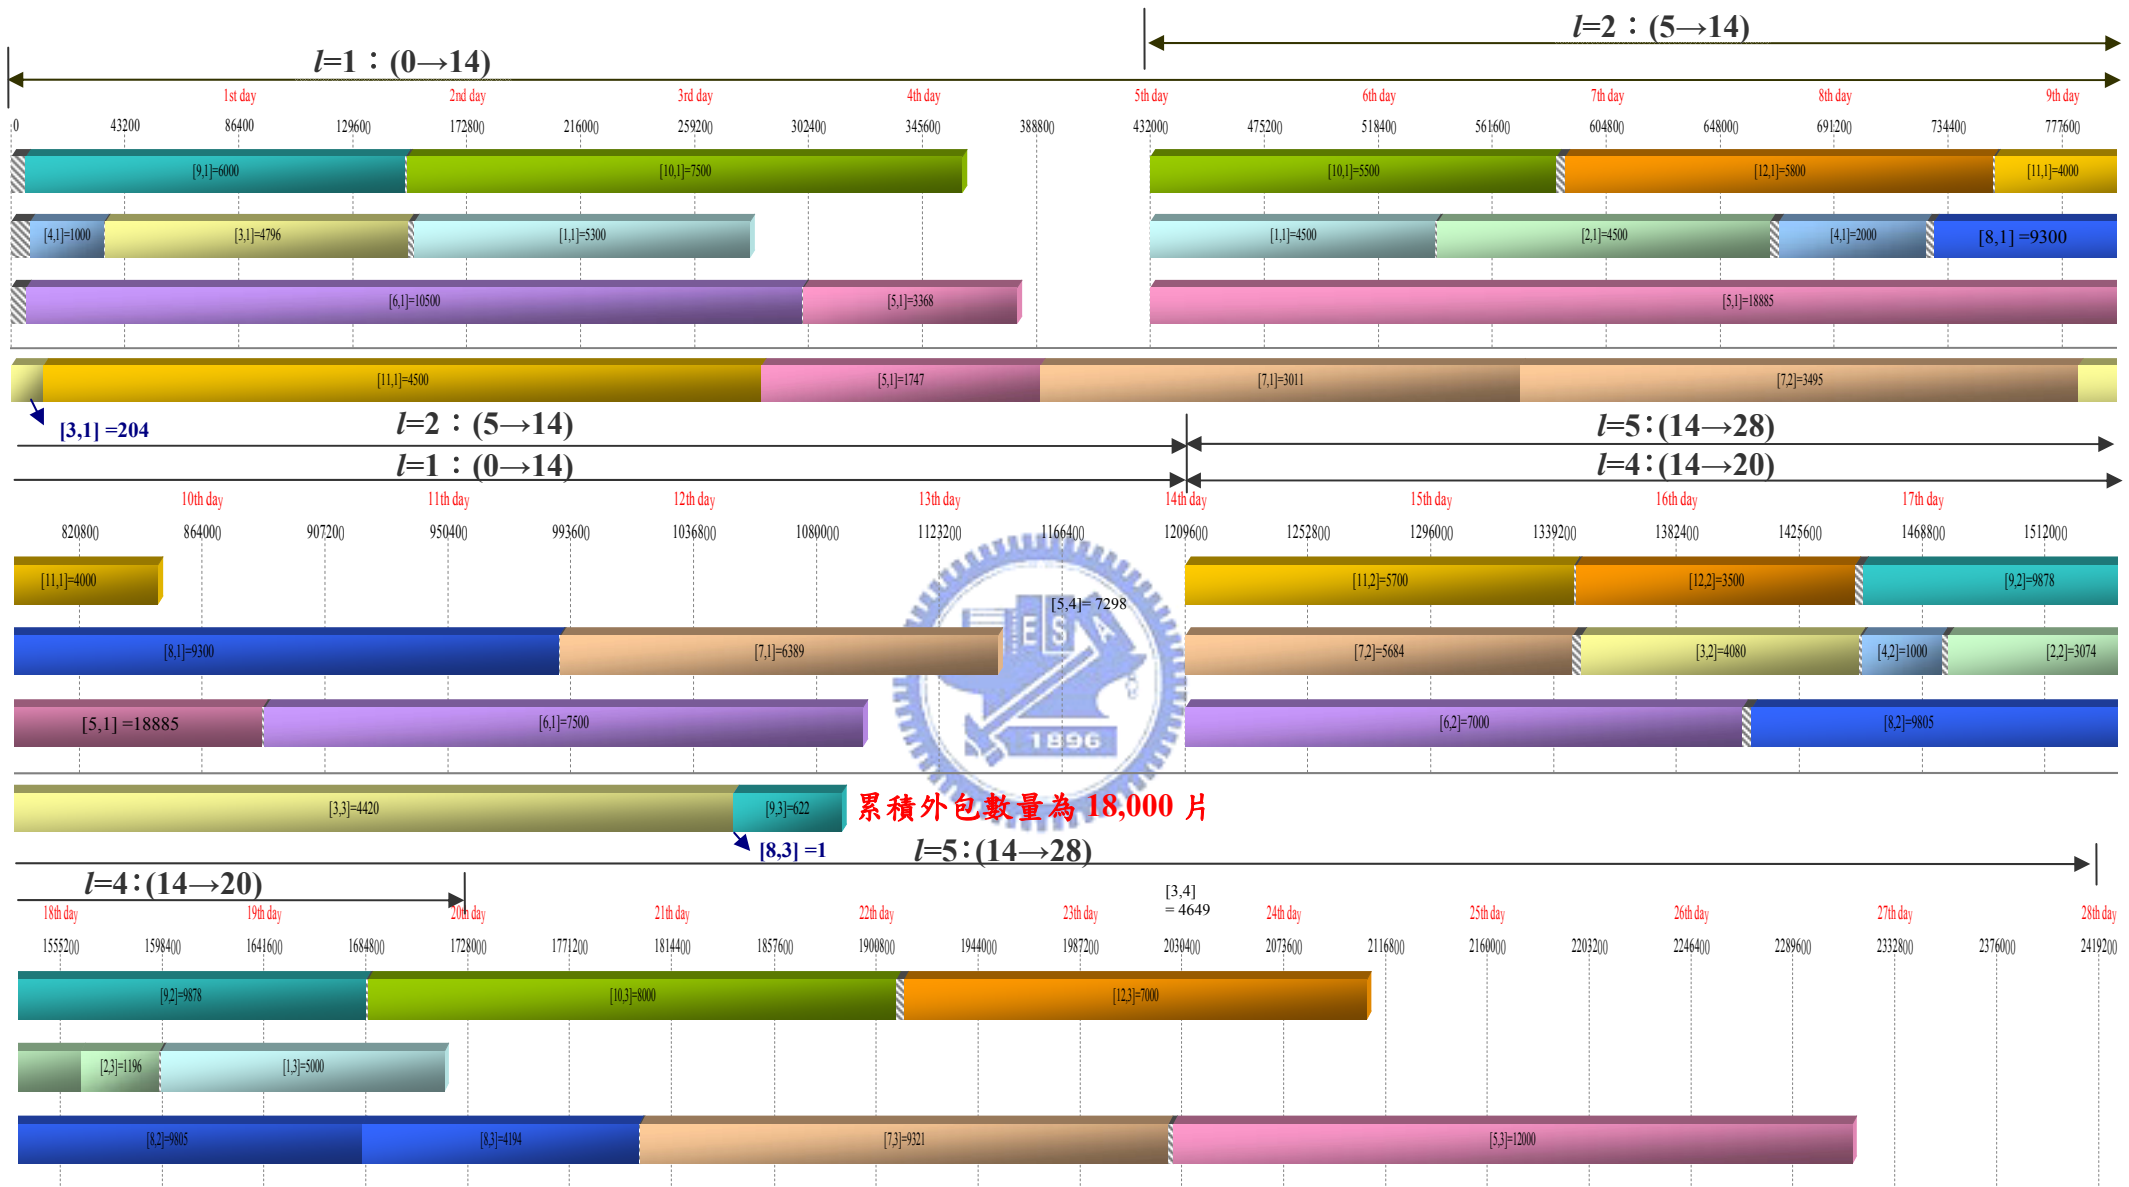 l=2：(5→14)
l=1：(0→14)
1st day 2nd day 3rd day 4th day 5th day 6th day 7th day 8th day 9th day
0 43200 86400 129600 172800 216000 259200 302400 345600 388800 432000 475200 518400 561600 604800 648000 691200 734400 777600
[9,1]=6000 [10,1]=7500 [10,1]=5500 [12,1]=5800 [11,1]=4000
[4,1]=1000 [3,1]=4796 [1,1]=5300 [1,1]=4500 [2,1]=4500 [4,1]=2000 [8,1] =9300
[6,1]=10500 [5,1]=3368 [5,1]=18885
[11,1]=4500 [5,1]=1747 [7,1]=3011 [7,2]=3495
[3,1] =204
l=2：(5→14) l=5：(14→28)
l=1：(0→14) l=4：(14→20)
10th day 11th day 12th day 13th day 14th day 15th day 16th day 17th day
820800 864000 907200 950400 993600 1036800 1080000 1123200 1166400 1209600 1252800 1296000 1339200 1382400 1425600 1468800 1512000
[11,1]=4000 [11,2]=5700 [12,2]=3500 [9,2]=9878
[5,4]= 7298
[8,1]=9300 [7,1]=6389 [7,2]=5684 [3,2]=4080 [4,2]=1000 [2,2]=3074
[5,1] =18885 [6,1]=7500 [6,2]=7000 [8,2]=9805
ESA
1896
[3,3]=4420 [9,3]=622 累積外包數量為 18,000 片
[8,3] =1
l=5：(14→28)
l=4：(14→20)
[3,4]
= 4649
18th day 19th day 20th day 21th day 22th day 23th day 24th day 25th day 26th day 27th day 28th day
1555200 1598400 1641600 1684800 1728000 1771200 1814400 1857600 1900800 1944000 1987200 2030400 2073600 2116800 2160000 2203200 2246400 2289600 2332800 2376000 2419200
[9,2]=9878 [10,3]=8000 [12,3]=7000
[2,3]=1196 [1,3]=5000
[8,2]=9805 [8,3]=4194 [7,3]=9321 [5,3]=12000